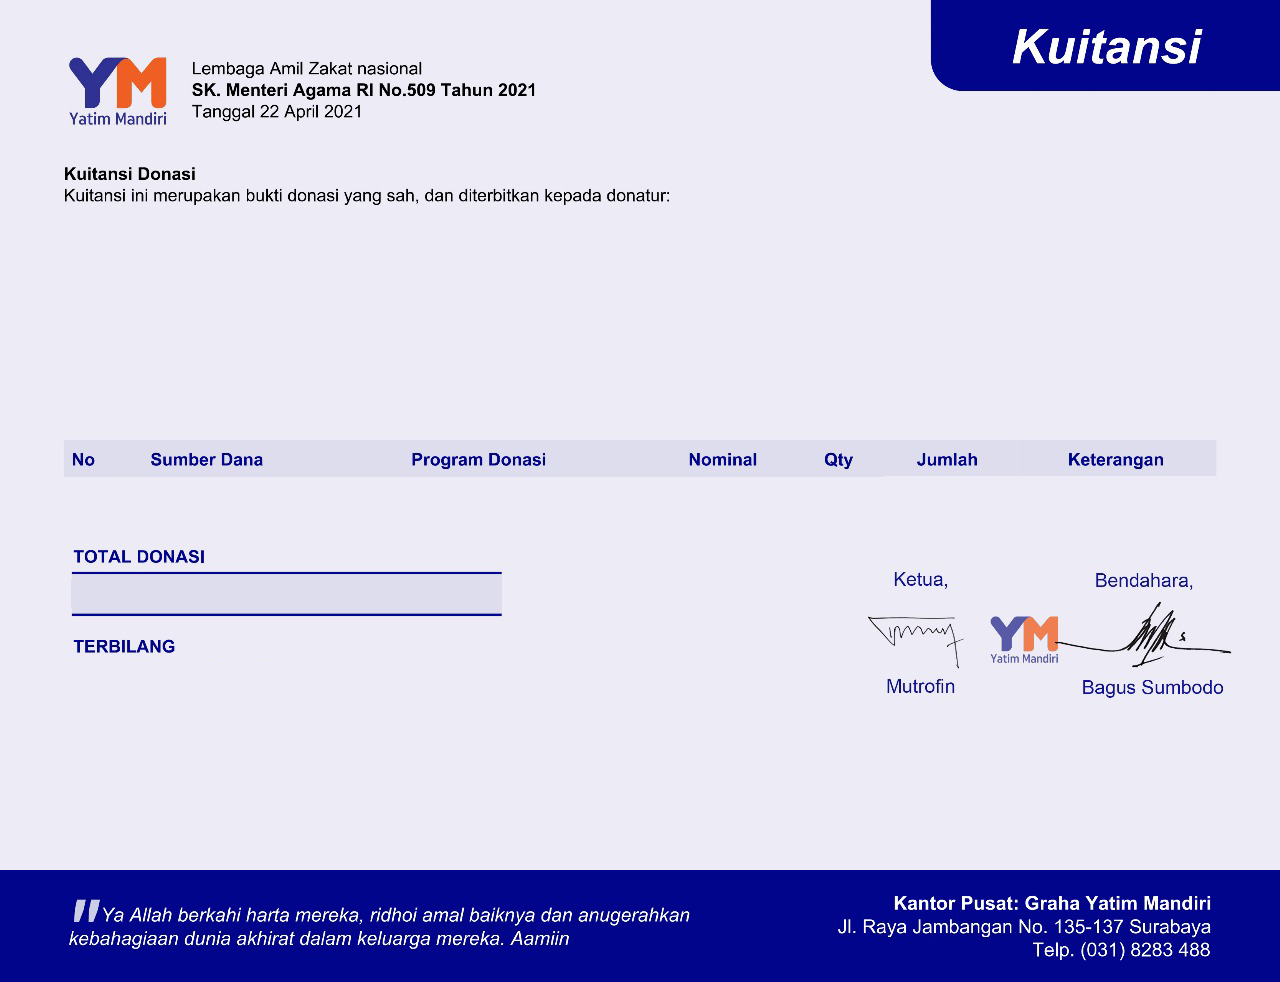 Kuitansi
YM
Yatim Mandiri
Lembaga Amil Zakat nasional
SK. Menteri Agama RI No.509 Tahun 2021
Tanggal 22 April 2021
Kuitansi Donasi
Kuitansi ini merupakan bukti donasi yang sah, dan diterbitkan kepada donatur:
No Sumber Dana Program Donasi Nominal Qty Jumlah Keterangan
TOTAL DONASI
TERBILANG
Ketua, Bendahara,
YM
Yatim Mandiri
Mutrofin Bagus Sumbodo
"Ya Allah berkahi harta mereka, ridhoi amal baiknya dan anugerahkan
kebahagiaan dunia akhirat dalam keluarga mereka. Aamiin
Kantor Pusat: Graha Yatim Mandiri
Jl. Raya Jambangan No. 135-137 Surabaya
Telp. (031) 8283 488